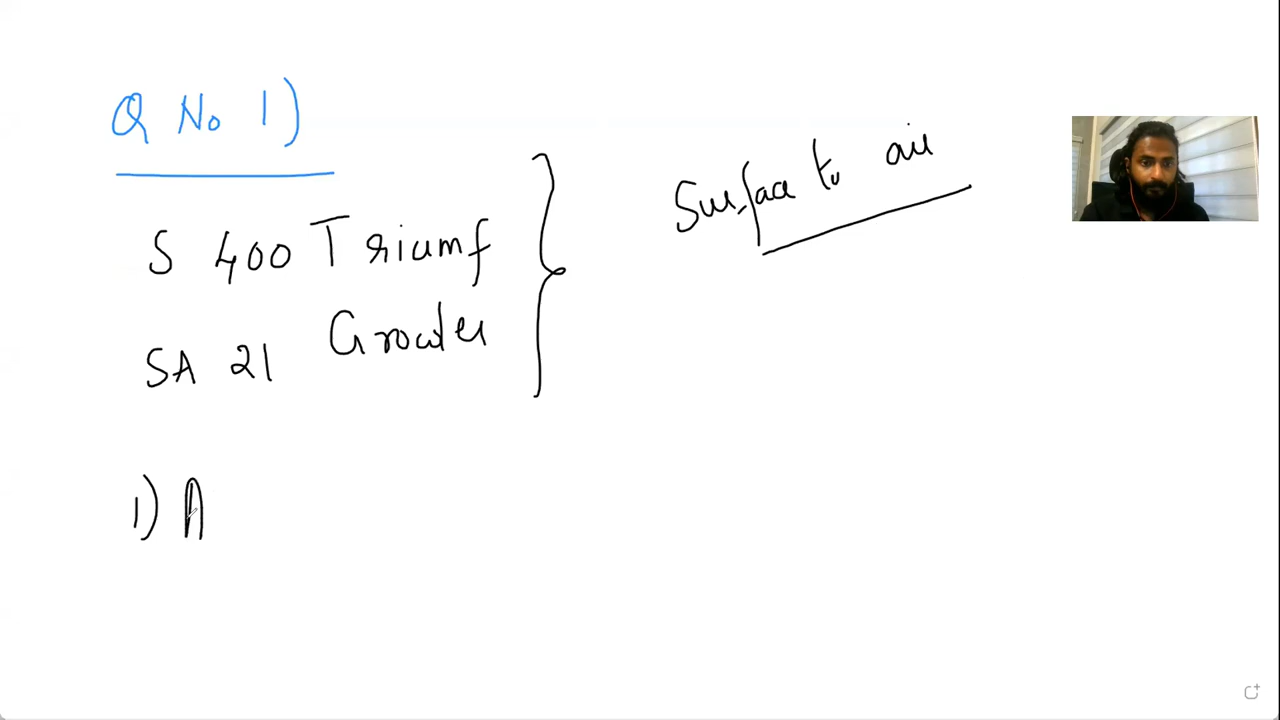 Q No 1)
Surface to air
S 400 Triumf
SA 21 Growler
1) A